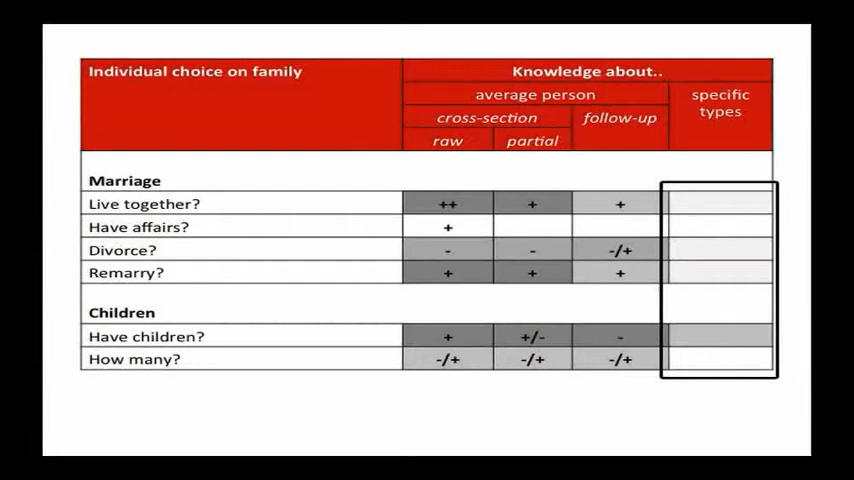 Individual choice on family Knowledge about..
average person specific types
cross-section follow-up
raw partial
Marriage
Live together? ++ + +
Have affairs? +
Divorce? - - -/+
Remarry? + + +
Children
Have children? + +/- -
How many? -/+ -/+ -/+